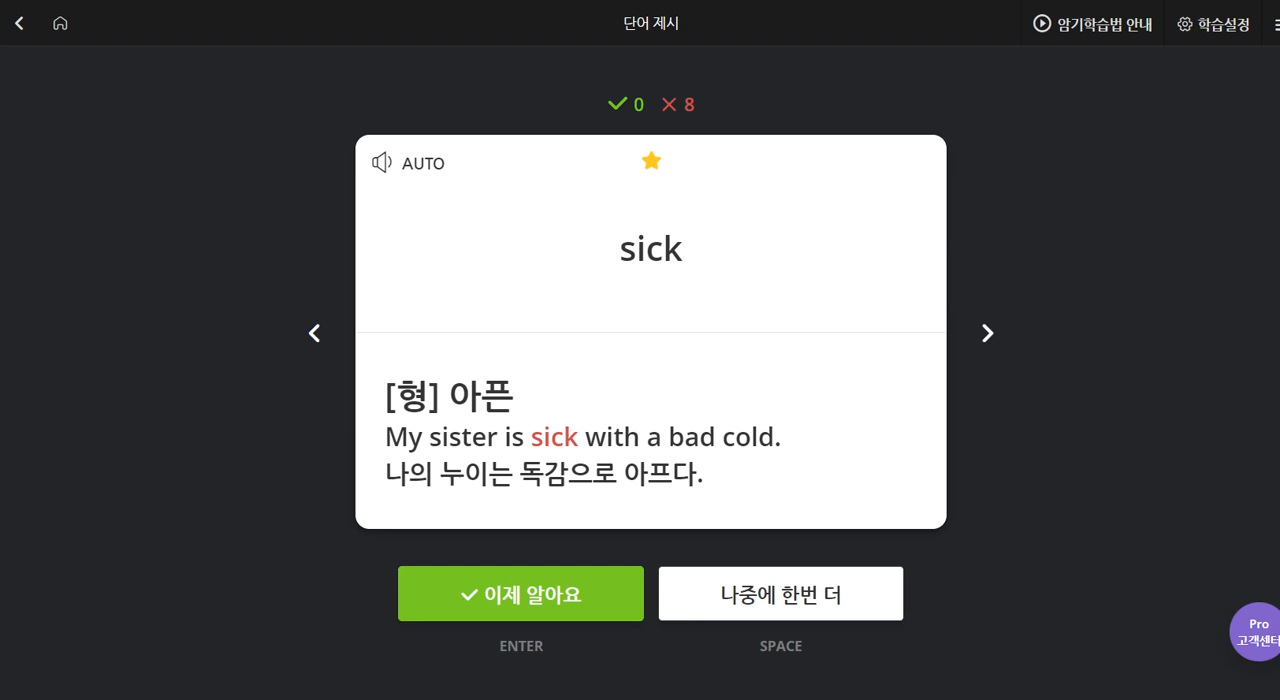 단어 제시
암기학습법 안내
학습설정
0 8
AUTO
sick
[형] 아픈
My sister is sick with a bad cold.
나의 누이는 독감으로 아프다.
이제 알아요
나중에 한번 더
ENTER
SPACE
Pro
고객센터